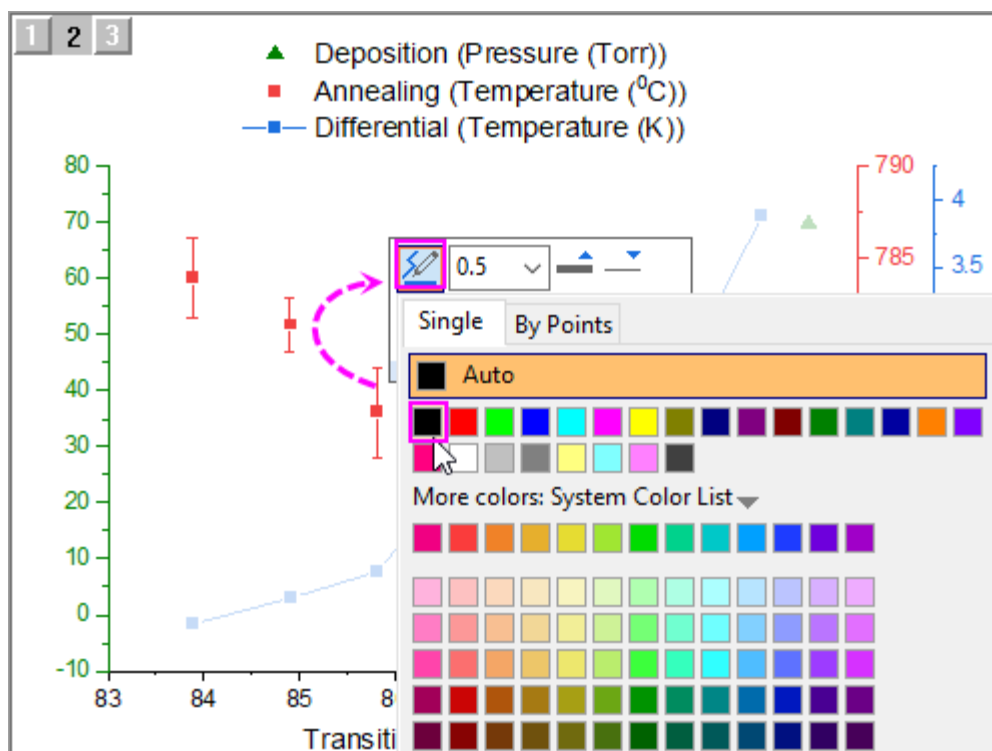 1 2 3
Deposition (Pressure (Torr))
Annealing (Temperature (⁰C))
Differential (Temperature (K))
80
70
60
50
40
30
20
10
0
-10
790
785
4
3.5
0.5
Single
By Points
Auto
More colors: System Color List
83 84 85